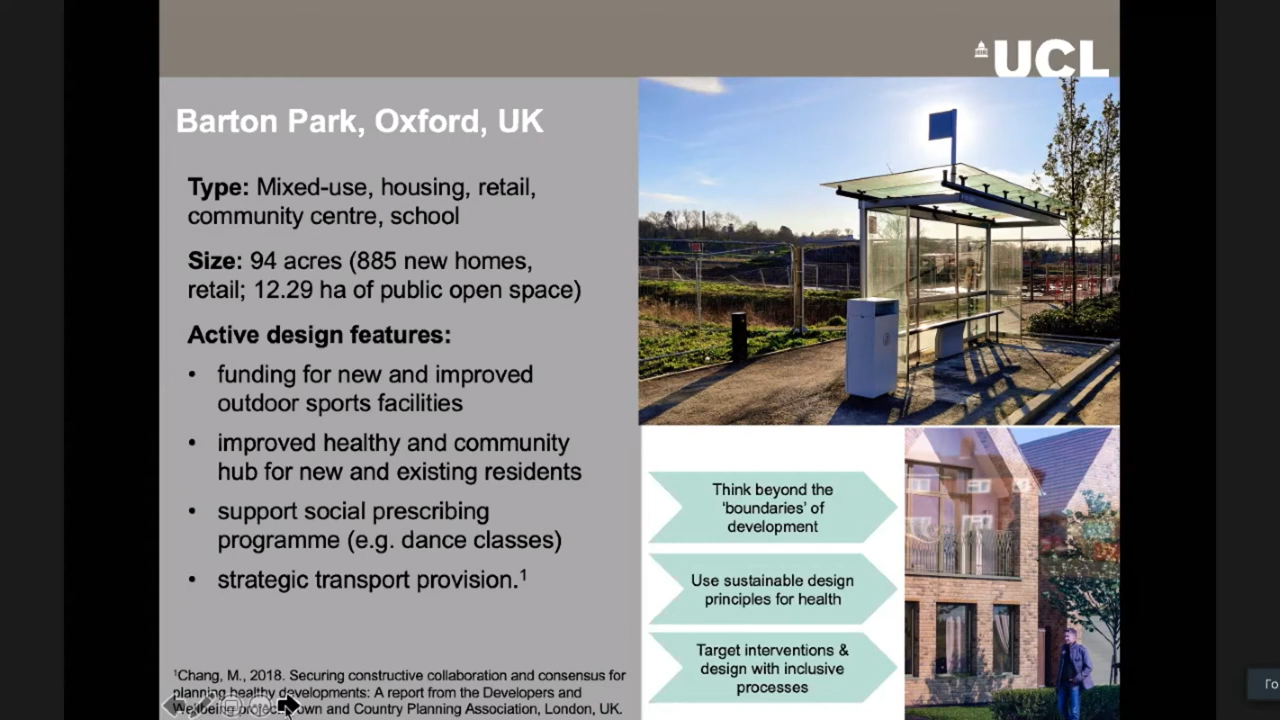 UCL
Barton Park, Oxford, UK
Type: Mixed-use, housing, retail,
community centre, school
Size: 94 acres (885 new homes,
retail; 12.29 ha of public open space)
Active design features:
• funding for new and improved
outdoor sports facilities
• improved healthy and community
hub for new and existing residents
• support social prescribing
programme (e.g. dance classes)
• strategic transport provision.¹
Think beyond the
‘boundaries’ of
development
Use sustainable design
principles for health
Target interventions &
design with inclusive
processes
¹Chang, M., 2018. Securing constructive collaboration and consensus for
planning healthy developments: A report from the Developers and
Wellbeing project. Town and Country Planning Association, London, UK.
Го